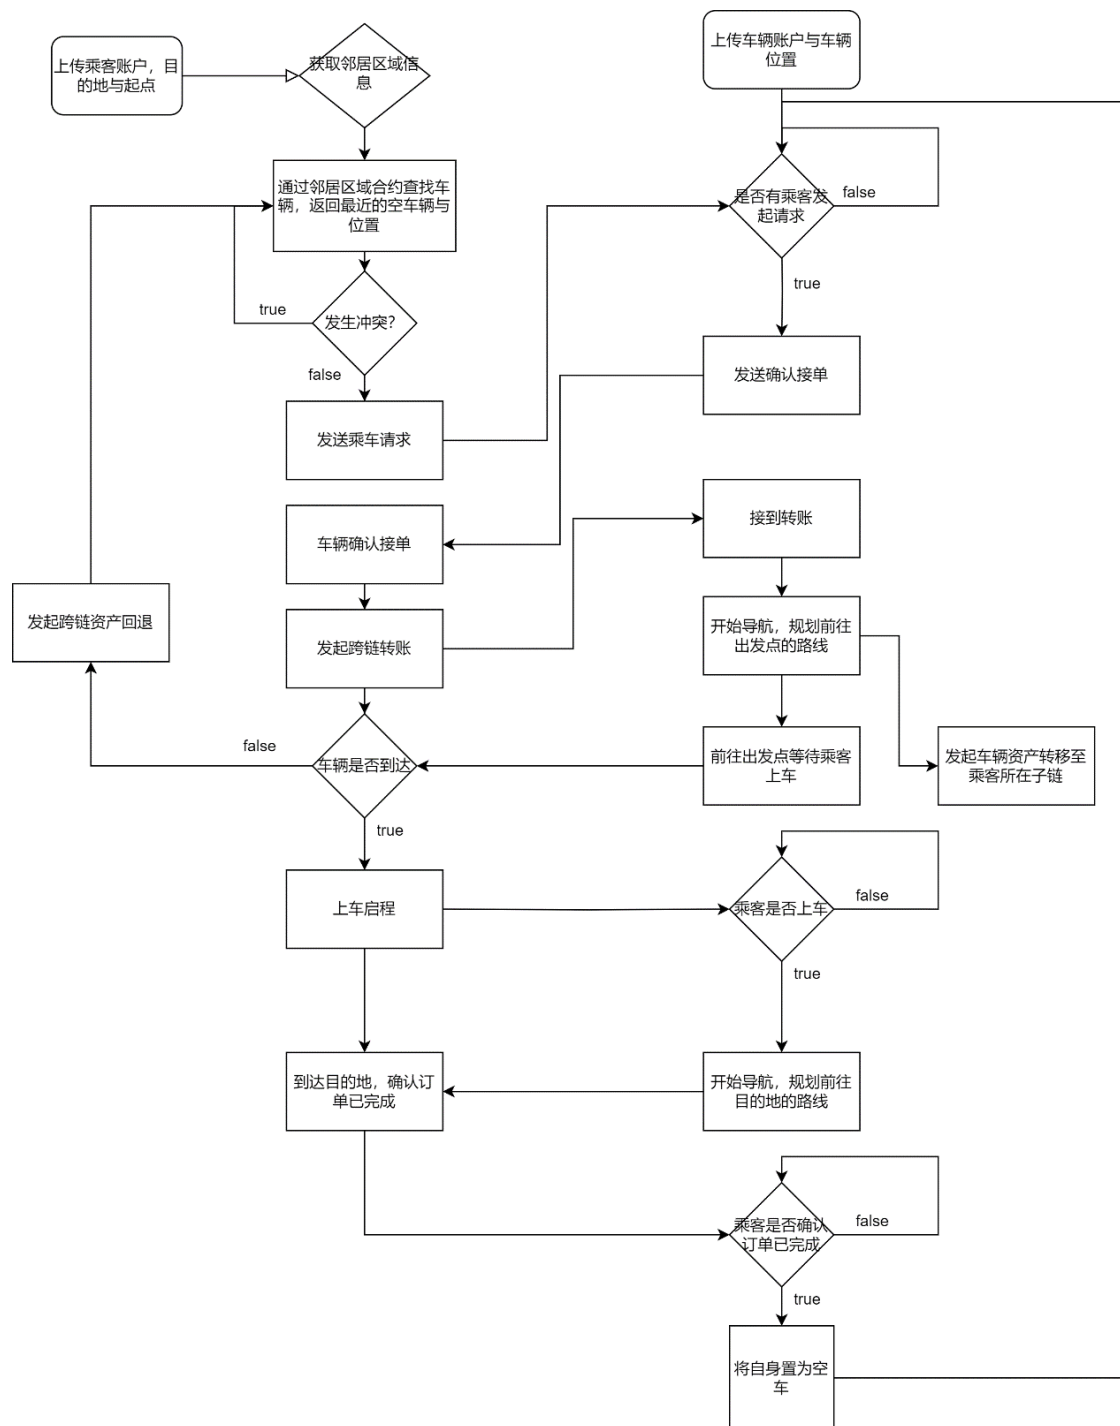 上传乘客账户，目
的地与起点
获取邻居区域信
息
上传车辆账户与车辆
位置
通过邻居区域合约查找车
辆，返回最近的空车辆与
位置
是否有乘客发
起请求
false
true
true
发生冲突？
false
发送确认接单
发送乘车请求
接到转账
车辆确认接单
发起跨链资产回退
发起跨链转账
开始导航，规划前往
出发点的路线
false
车辆是否到达
前往出发点等待乘客
上车
发起车辆资产转移至
乘客所在子链
true
上车启程
乘客是否上车
false
true
到达目的地，确认订
单已完成
开始导航，规划前往
目的地的路线
乘客是否确认
订单已完成
false
true
将自身置为空
车